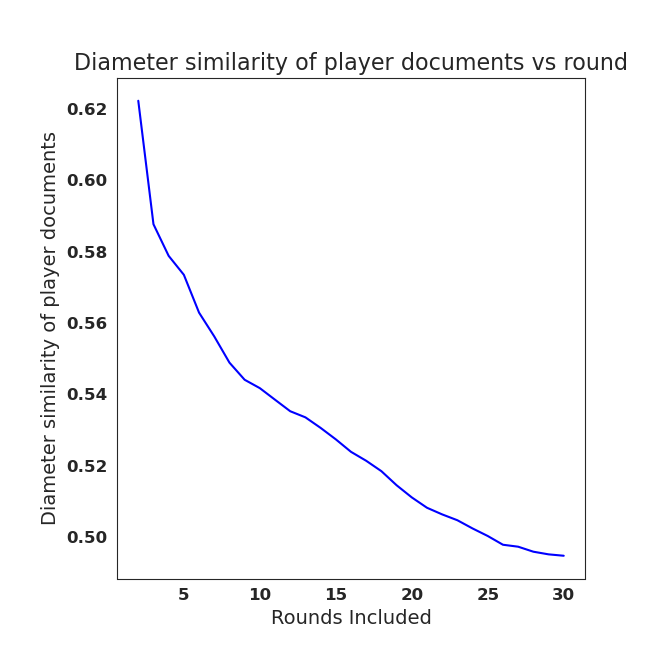 Diameter similarity of player documents vs round
Diameter similarity of player documents
0.62
0.60
0.58
0.56
0.54
0.52
0.50
5 10 15 20 25 30
Rounds Included